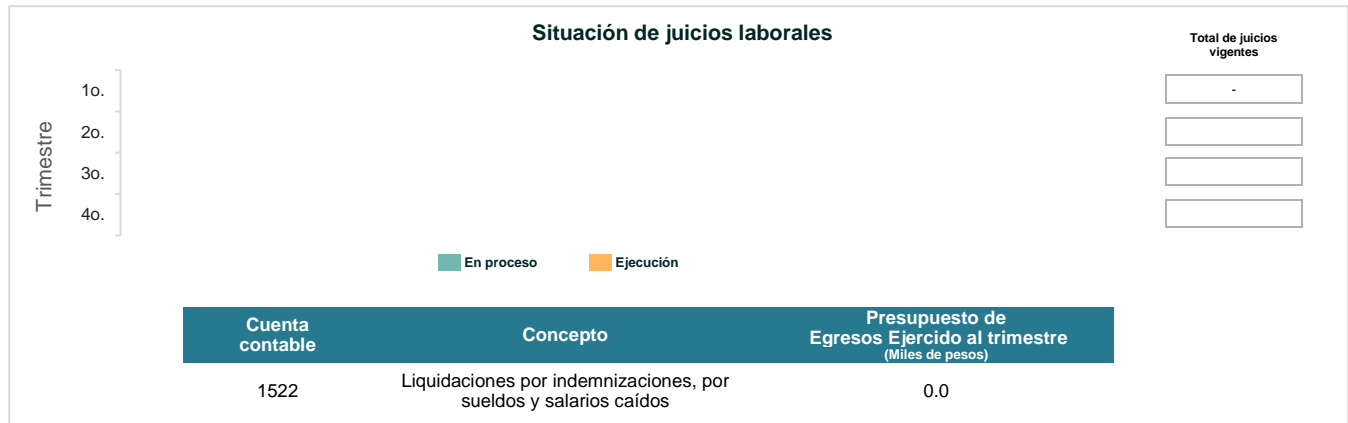 Situación de juicios laborales
Total de juicios
vigentes
Trimestre
1o.
-
2o.
3o.
4o.
En proceso
Ejecución
Cuenta
contable
Concepto
Presupuesto de
Egresos Ejercido al trimestre
(Miles de pesos)
1522
Liquidaciones por indemnizaciones, por
sueldos y salarios caídos
0.0